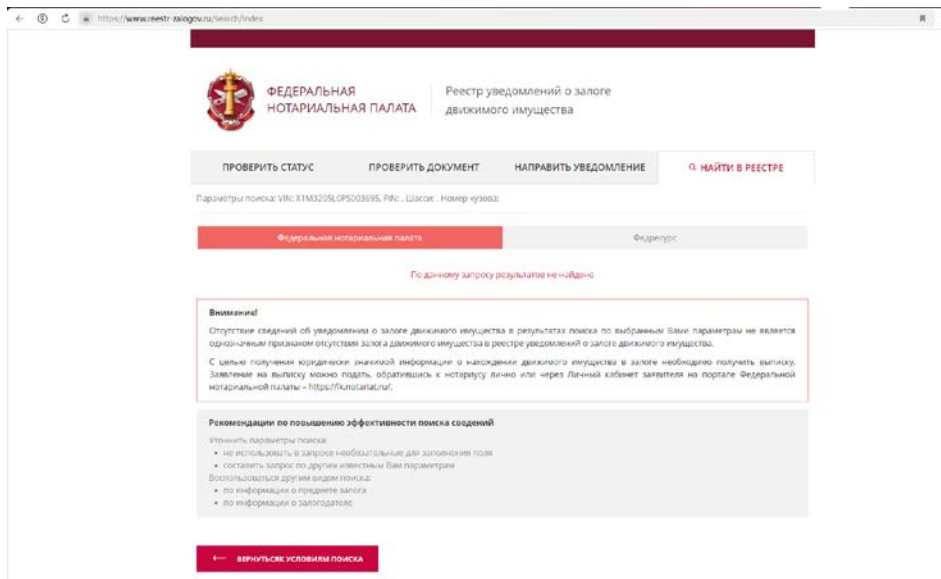 https://www.reestr-zalogov.ru/search/index
ФЕДЕРАЛЬНАЯ
НОТАРИАЛЬНАЯ ПАЛАТА
Реестр уведомлений о залоге
движимого имущества
ПРОВЕРИТЬ СТАТУС ПРОВЕРИТЬ ДОКУМЕНТ НАПРАВИТЬ УВЕДОМЛЕНИЕ НАЙТИ В РЕЕСТРЕ
Параметры поиска: VIN: X1M3205L0PS003695, PIN: , Шасси: , Номер кузова:
Федеральная нотариальная палата Федресурс
По данному запросу результатов не найдено
Внимание!
Отсутствие сведений об уведомлении о залоге движимого имущества в результатах поиска по выбранным Вами параметрам не является
однозначным признаком отсутствия залога движимого имущества в реестре уведомлений о залоге движимого имущества.
С целью получения юридически значимой информации о нахождении движимого имущества в залоге необходимо получить выписку.
Заявление на выписку можно подать, обратившись к нотариусу лично или через Личный кабинет заявителя на портале Федеральной
нотариальной палаты – https://lk.notariat.ru/.
Рекомендации по повышению эффективности поиска сведений
Уточнить параметры поиска:
• не использовать в запросе необязательные для заполнения поля
• составить запрос по другим известным Вам параметрам
Воспользоваться другим видом поиска:
• по информации о предмете залога
• по информации о залогодателе
← ВЕРНУТЬСЯ К УСЛОВИЯМ ПОИСКА